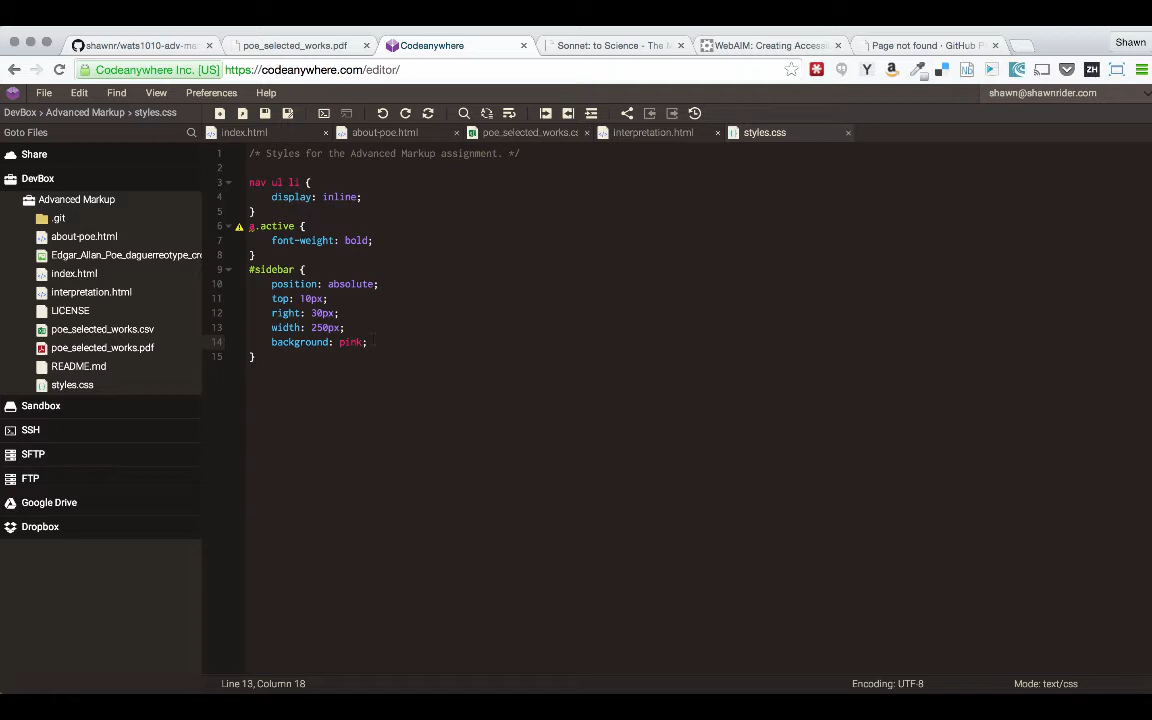 shawnr/wats1010-adv-ma
poe_selected_works.pdf
Codeanywhere
Sonnet: to Science - The
WebAIM: Creating Accessi
Page not found · GitHub P
Shawn
Codeanywhere Inc. [US]
https://codeanywhere.com/editor/
File Edit Find View Preferences Help
shawn@shawnrider.com
DevBox > Advanced Markup > styles.css
Goto Files
index.html
about-poe.html
poe_selected_works.cs
interpretation.html
styles.css
Share
DevBox
Advanced Markup
.git
about-poe.html
Edgar_Allan_Poe_daguerreotype_cro
index.html
interpretation.html
LICENSE
poe_selected_works.csv
poe_selected_works.pdf
README.md
styles.css
Sandbox
SSH
SFTP
FTP
Google Drive
Dropbox
1 /* Styles for the Advanced Markup assignment. */
2
3 nav ul li {
4 display: inline;
5 }
6 a.active {
7 font-weight: bold;
8 }
9 #sidebar {
10 position: absolute;
11 top: 10px;
12 right: 30px;
13 width: 250px;
14 background: pink;
15 }
Line 13, Column 18
Encoding: UTF-8
Mode: text/css